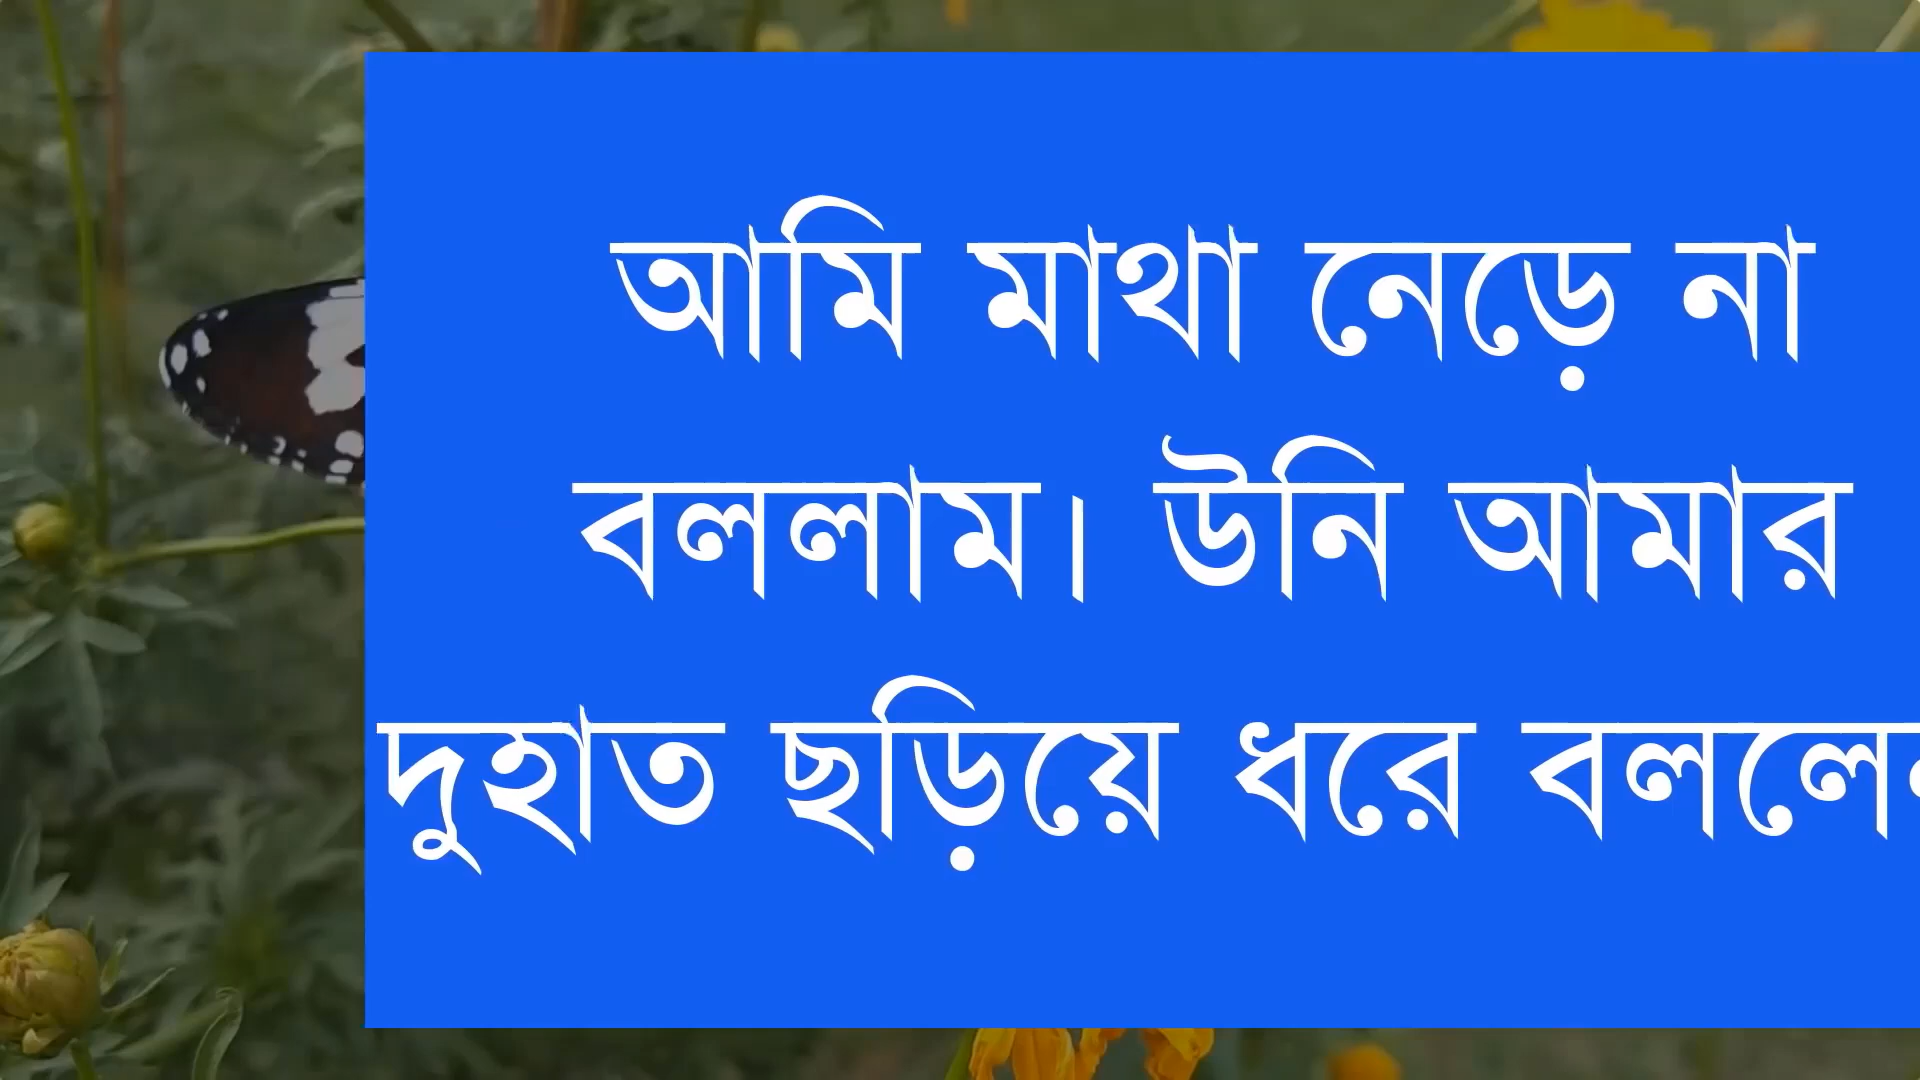 আমি মাথা নেড়ে না
বললাম। উনি আমার
দুহাত ছড়িয়ে ধরে